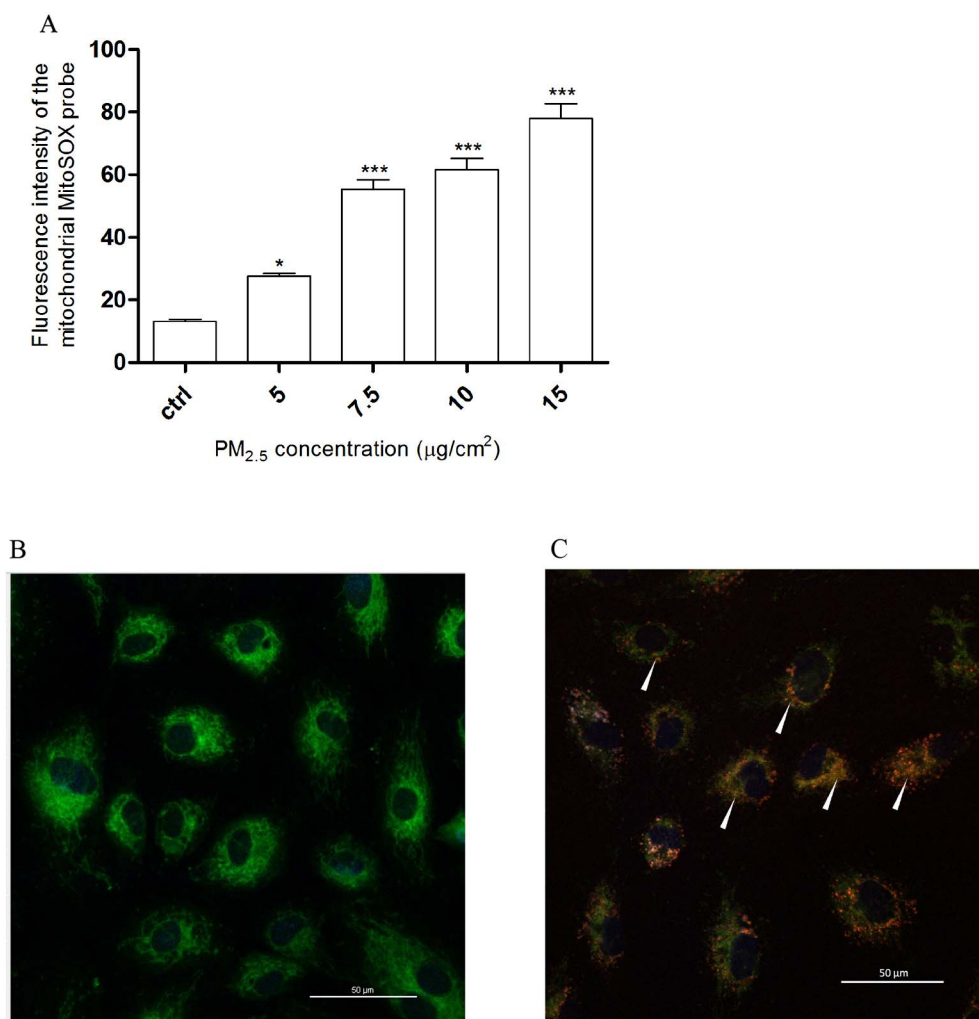 A
Fluorescence intensity of the
mitochondrial MitoSOX probe
100
80
60
40
20
0
*
***
***
***
ctrl
5
7.5
10
15
PM2.5 concentration (μg/cm²)
B
C
50 μm
50 μm